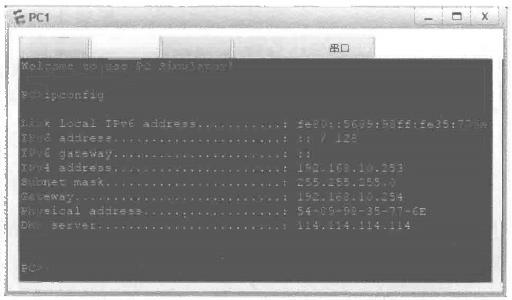 PC1
串口
Welcome to use PC Simulator!
PC>ipconfig
Link local IPv6 address...........: fe80::5689:98ff:fe35:776e
IPv6 address......................: :: / 128
IPv6 gateway......................: ::
IPv4 address......................: 192.168.10.253
Subnet mask.......................: 255.255.255.0
Gateway...........................: 192.168.10.254
Physical address..................: 54-89-98-35-77-6E
DNS server........................: 114.114.114.114
PC>